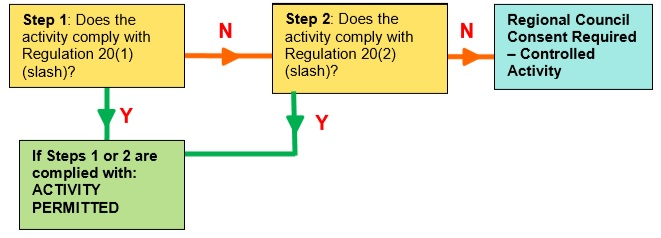 Step 1: Does the
activity comply with
Regulation 20(1)
(slash)?
N
Step 2: Does the
activity comply with
Regulation 20(2)
(slash)?
N
Regional Council
Consent Required
– Controlled
Activity
Y
Y
If Steps 1 or 2 are
complied with:
ACTIVITY
PERMITTED